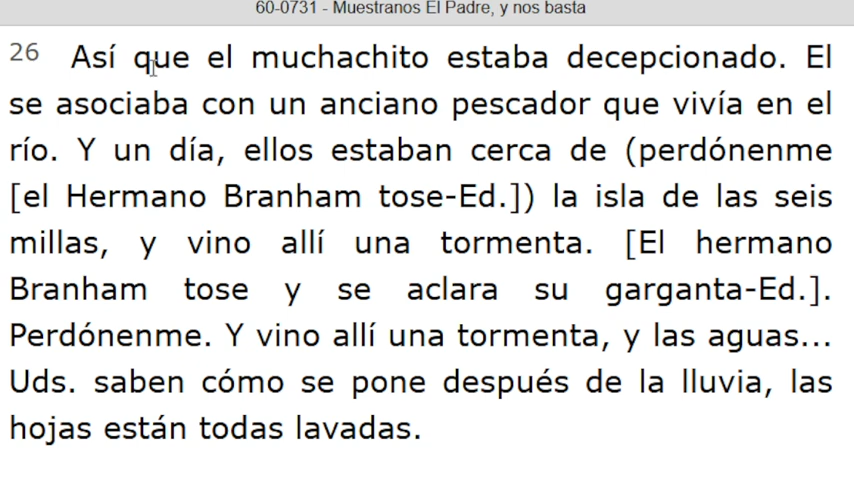 60-0731 - Muestranos El Padre, y nos basta
26 Así que el muchachito estaba decepcionado. El
se asociaba con un anciano pescador que vivía en el
río. Y un día, ellos estaban cerca de (perdónenme
[el Hermano Branham tose-Ed.]) la isla de las seis
millas, y vino allí una tormenta. [El hermano
Branham tose y se aclara su garganta-Ed.].
Perdónenme. Y vino allí una tormenta, y las aguas...
Uds. saben cómo se pone después de la lluvia, las
hojas están todas lavadas.